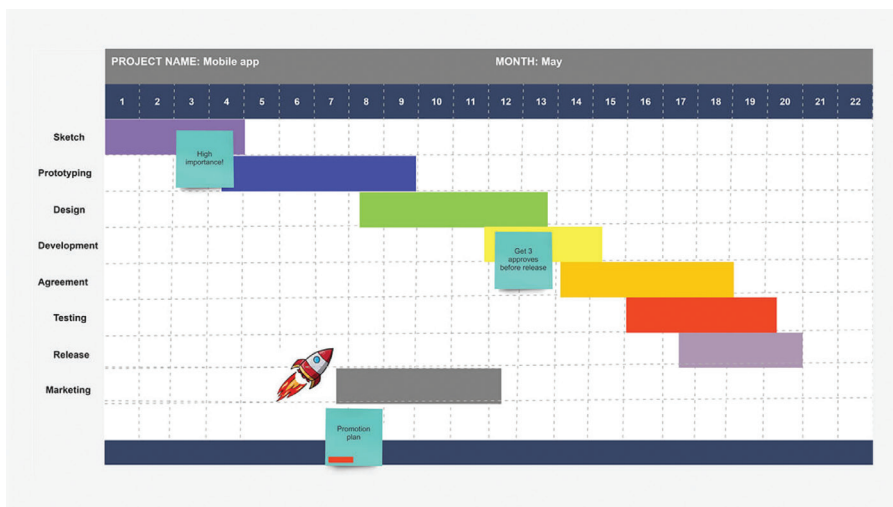 PROJECT NAME: Mobile app MONTH: May
1 2 3 4 5 6 7 8 9 10 11 12 13 14 15 16 17 18 19 20 21 22
Sketch
High
importance!
Prototyping
Design
Development
Get 3
approves
before release
Agreement
Testing
Release
Marketing
Promotion
plan